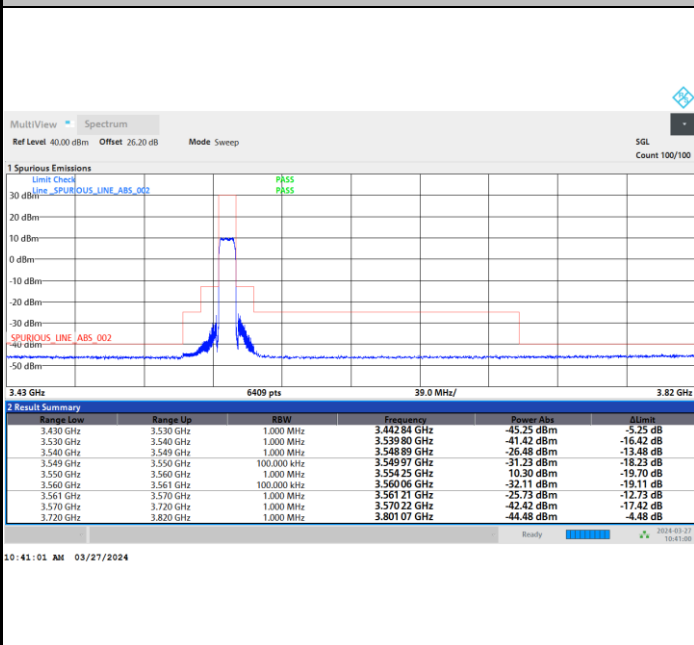 MultiView Spectrum
Ref Level 40.00 dBm Offset 26.20 dB Mode Sweep SGL
Count 100/100
1 Spurious Emissions
Limit Check PASS
Line _SPURIOUS_LINE_ABS_002 PASS
30 dBm
20 dBm
10 dBm
0 dBm
-10 dBm
-20 dBm
-30 dBm
_SPURIOUS_LINE_ABS_002
-40 dBm
-50 dBm
3.43 GHz 6409 pts 39.0 MHz/ 3.82 GHz
2 Result Summary
Range Low Range Up RBW Frequency Power Abs ΔLimit
3.430 GHz 3.530 GHz 1.000 MHz 3.442 84 GHz -45.25 dBm -5.25 dB
3.530 GHz 3.540 GHz 1.000 MHz 3.539 80 GHz -41.42 dBm -16.42 dB
3.540 GHz 3.549 GHz 1.000 MHz 3.548 89 GHz -26.48 dBm -13.48 dB
3.549 GHz 3.550 GHz 100.000 kHz 3.549 97 GHz -31.23 dBm -18.23 dB
3.550 GHz 3.560 GHz 1.000 MHz 3.554 25 GHz 10.30 dBm -19.70 dB
3.560 GHz 3.561 GHz 100.000 kHz 3.560 06 GHz -32.11 dBm -19.11 dB
3.561 GHz 3.570 GHz 1.000 MHz 3.561 21 GHz -25.73 dBm -12.73 dB
3.570 GHz 3.720 GHz 1.000 MHz 3.570 22 GHz -42.42 dBm -17.42 dB
3.720 GHz 3.820 GHz 1.000 MHz 3.801 07 GHz -44.48 dBm -4.48 dB
Ready 2024-03-27
10:41:00
10:41:01 AM 03/27/2024